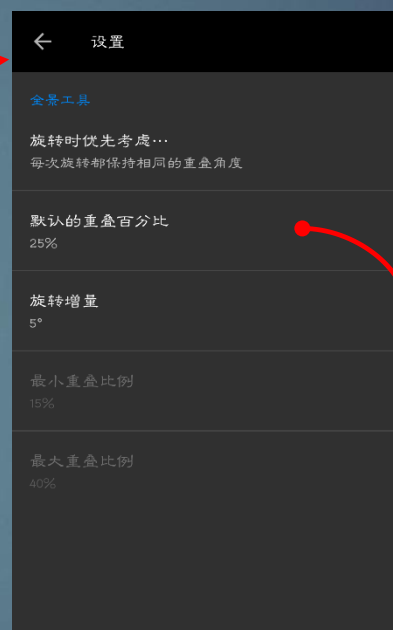 设置
全景工具
旋转时优先考虑…
每次旋转都保持相同的重叠角度
默认的重叠百分比
25%
旋转增量
5°
最小重叠比例
15%
最大重叠比例
40%